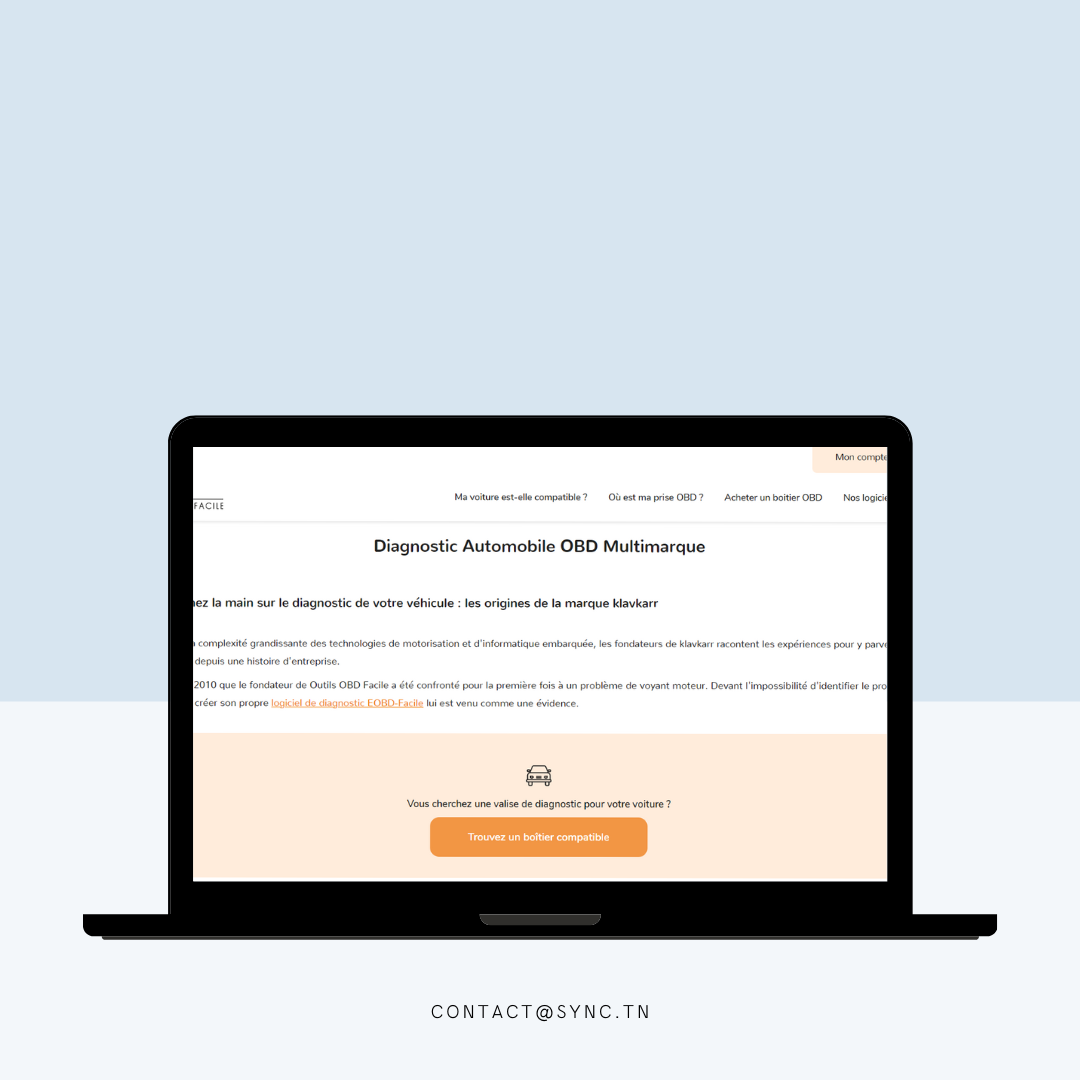 Mon compte
FACILE
Ma voiture est-elle compatible ? Où est ma prise OBD ? Acheter un boitier OBD Nos logicie
Diagnostic Automobile OBD Multimarque
ez la main sur le diagnostic de votre véhicule : les origines de la marque klavkarr
complexité grandissante des technologies de motorisation et d'informatique embarquée, les fondateurs de klavkarr racontent les expériences pour y parve
depuis une histoire d'entreprise.
2010 que le fondateur de Outils OBD Facile a été confronté pour la première fois à un problème de voyant moteur. Devant l'impossibilité d'identifier le pro
créer son propre logiciel de diagnostic EOBD-Facile lui est venu comme une évidence.
Vous cherchez une valise de diagnostic pour votre voiture ?
Trouvez un boîtier compatible
CONTACT@SYNC.TN